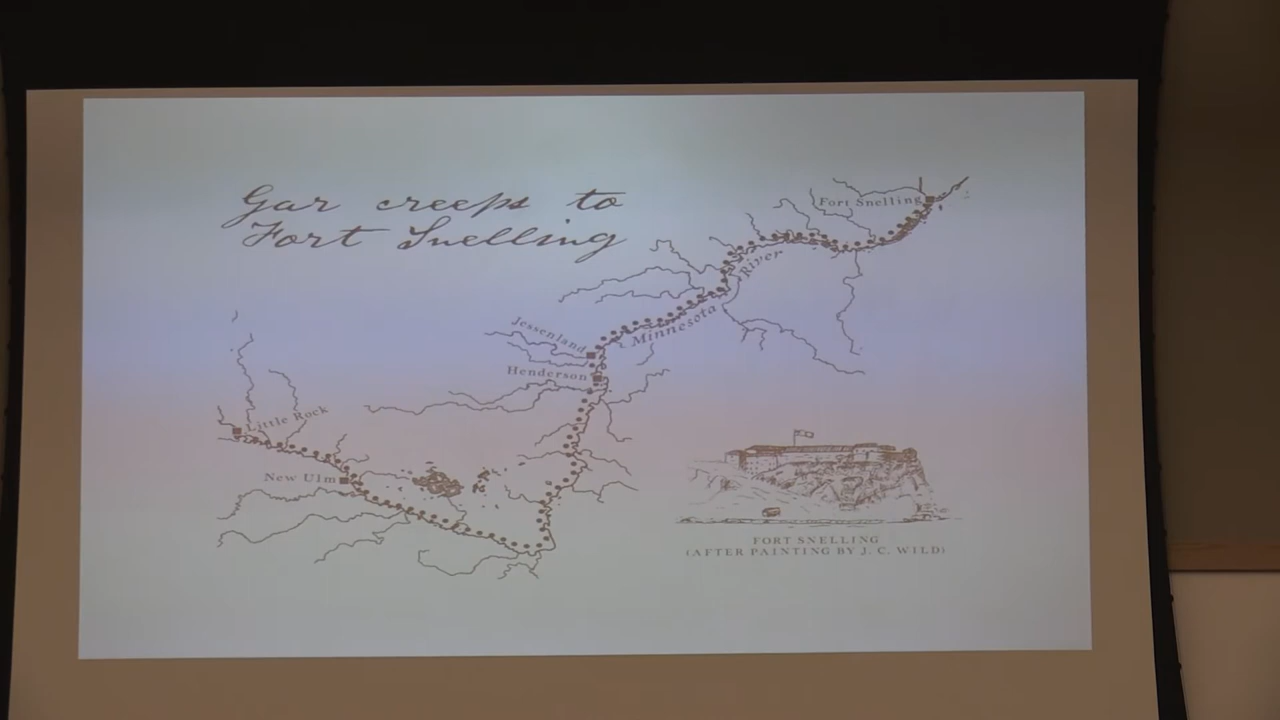 Gar creeps to
Fort Snelling
Fort Snelling
Minnesota River
Jessenland
Henderson
Little Rock
New Ulm
FORT SNELLING
(AFTER PAINTING BY J. C. WILD)